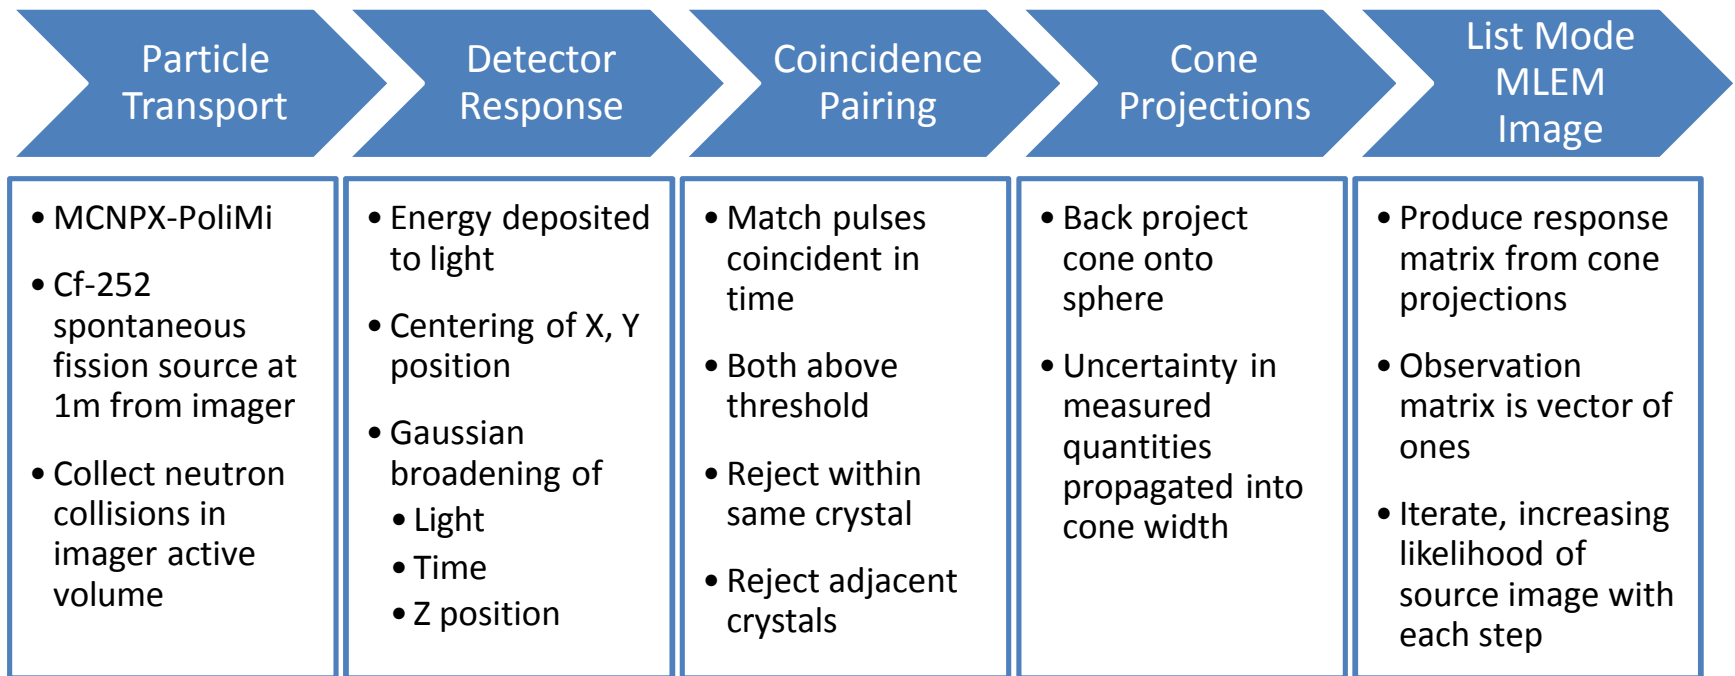 Particle
Transport
Detector
Response
Coincidence
Pairing
Cone
Projections
List Mode
MLEM
Image
• MCNPX-PoliMi
• Cf-252
spontaneous
fission source at
1m from imager
• Collect neutron
collisions in
imager active
volume
• Energy deposited
to light
• Centering of X, Y
position
• Gaussian
broadening of
• Light
• Time
• Z position
• Match pulses
coincident in
time
• Both above
threshold
• Reject within
same crystal
• Reject adjacent
crystals
• Back project
cone onto
sphere
• Uncertainty in
measured
quantities
propagated into
cone width
• Produce response
matrix from cone
projections
• Observation
matrix is vector of
ones
• Iterate, increasing
likelihood of
source image with
each step